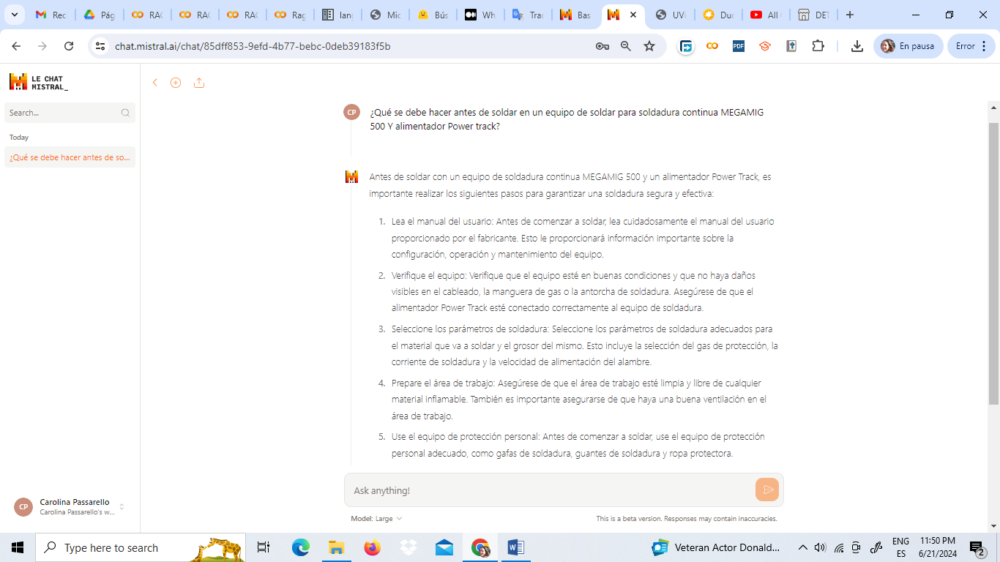 Rec
Pág
RAG
RAG
RAG
Rag
lang
Mic
Bús
Wh
Trac
Bas
UVi
Duc
All
DET
chat.mistral.ai/chat/85dff853-9efd-4b77-bebc-0deb39183f5b
PDF
En pausa
Error
LE CHAT
MISTRAL_
Search...
Today
¿Qué se debe hacer antes de so...
CP
¿Qué se debe hacer antes de soldar en un equipo de soldar para soldadura continua MEGAMIG
500 Y alimentador Power track?
Antes de soldar con un equipo de soldadura continua MEGAMIG 500 y un alimentador Power Track, es
importante realizar los siguientes pasos para garantizar una soldadura segura y efectiva:
1. Lea el manual del usuario: Antes de comenzar a soldar, lea cuidadosamente el manual del usuario
proporcionado por el fabricante. Esto le proporcionará información importante sobre la
configuración, operación y mantenimiento del equipo.
2. Verifique el equipo: Verifique que el equipo esté en buenas condiciones y que no haya daños
visibles en el cableado, la manguera de gas o la antorcha de soldadura. Asegúrese de que el
alimentador Power Track esté conectado correctamente al equipo de soldadura.
3. Seleccione los parámetros de soldadura: Seleccione los parámetros de soldadura adecuados para
el material que va a soldar y el grosor del mismo. Esto incluye la selección del gas de protección, la
corriente de soldadura y la velocidad de alimentación del alambre.
4. Prepare el área de trabajo: Asegúrese de que el área de trabajo esté limpia y libre de cualquier
material inflamable. También es importante asegurarse de que haya una buena ventilación en el
área de trabajo.
5. Use el equipo de protección personal: Antes de comenzar a soldar, use el equipo de protección
personal adecuado, como gafas de soldadura, guantes de soldadura y ropa protectora.
Ask anything!
Model: Large
This is a beta version. Responses may contain inaccuracies.
CP
Carolina Passarello
Carolina Passarello's w...
Type here to search
Veteran Actor Donald...
ENG
ES
11:50 PM
6/21/2024
2